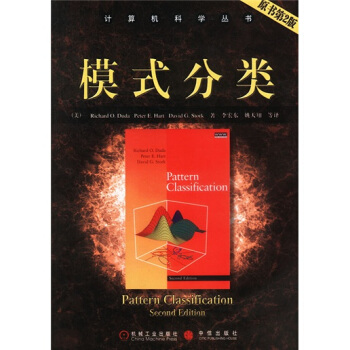 计算机科学丛书
原书第2版
模式分类
(美) Richard O. Duda Peter E. Hart David G. Stork 著 李宏东 姚天翔 等译
Richard O. Duda
Peter E. Hart
David G. Stork
Pattern
Classification
Second Edition
Pattern Classification
Second Edition
机械工业出版社
China Machine Press
中信出版社